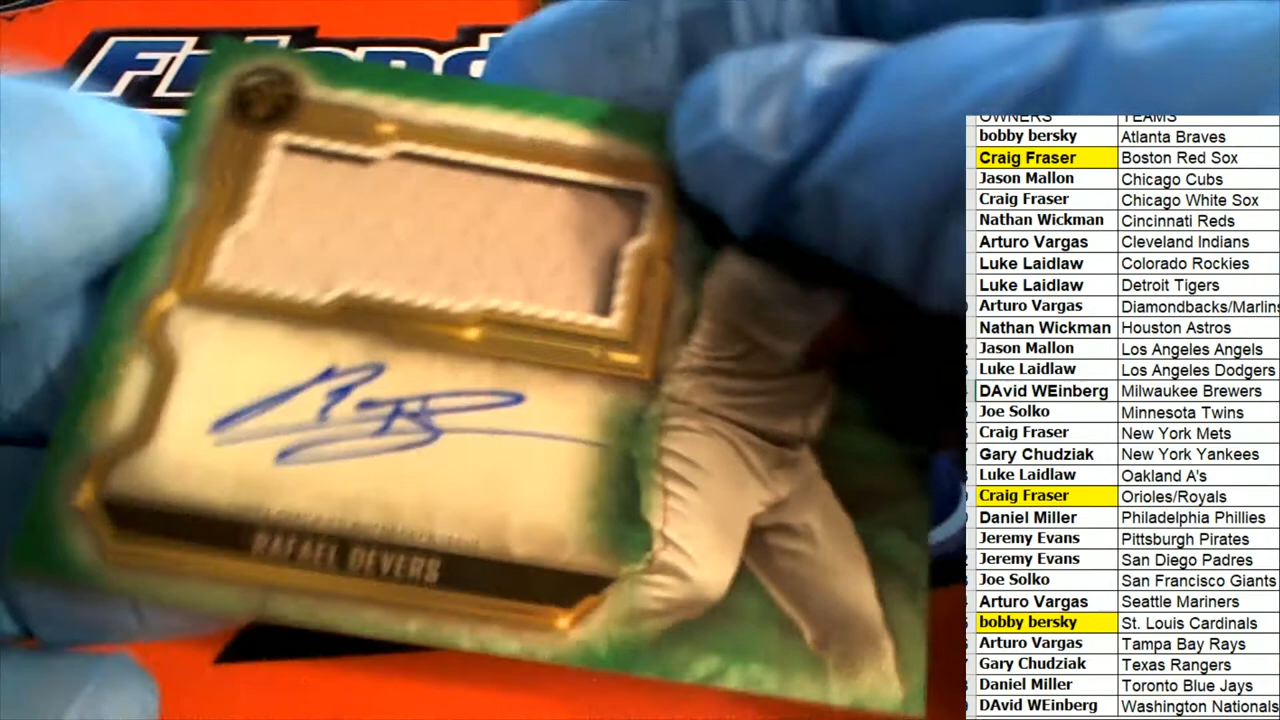 Friend
RAFAEL DEVERS
OWNERS TEAMS
bobby bersky Atlanta Braves
Craig Fraser Boston Red Sox
Jason Mallon Chicago Cubs
Craig Fraser Chicago White Sox
Nathan Wickman Cincinnati Reds
Arturo Vargas Cleveland Indians
Luke Laidlaw Colorado Rockies
Luke Laidlaw Detroit Tigers
Arturo Vargas Diamondbacks/Marlins
Nathan Wickman Houston Astros
Jason Mallon Los Angeles Angels
Luke Laidlaw Los Angeles Dodgers
DAvid WEinberg Milwaukee Brewers
Joe Solko Minnesota Twins
Craig Fraser New York Mets
Gary Chudziak New York Yankees
Luke Laidlaw Oakland A's
Craig Fraser Orioles/Royals
Daniel Miller Philadelphia Phillies
Jeremy Evans Pittsburgh Pirates
Jeremy Evans San Diego Padres
Joe Solko San Francisco Giants
Arturo Vargas Seattle Mariners
bobby bersky St. Louis Cardinals
Arturo Vargas Tampa Bay Rays
Gary Chudziak Texas Rangers
Daniel Miller Toronto Blue Jays
DAvid WEinberg Washington Nationals